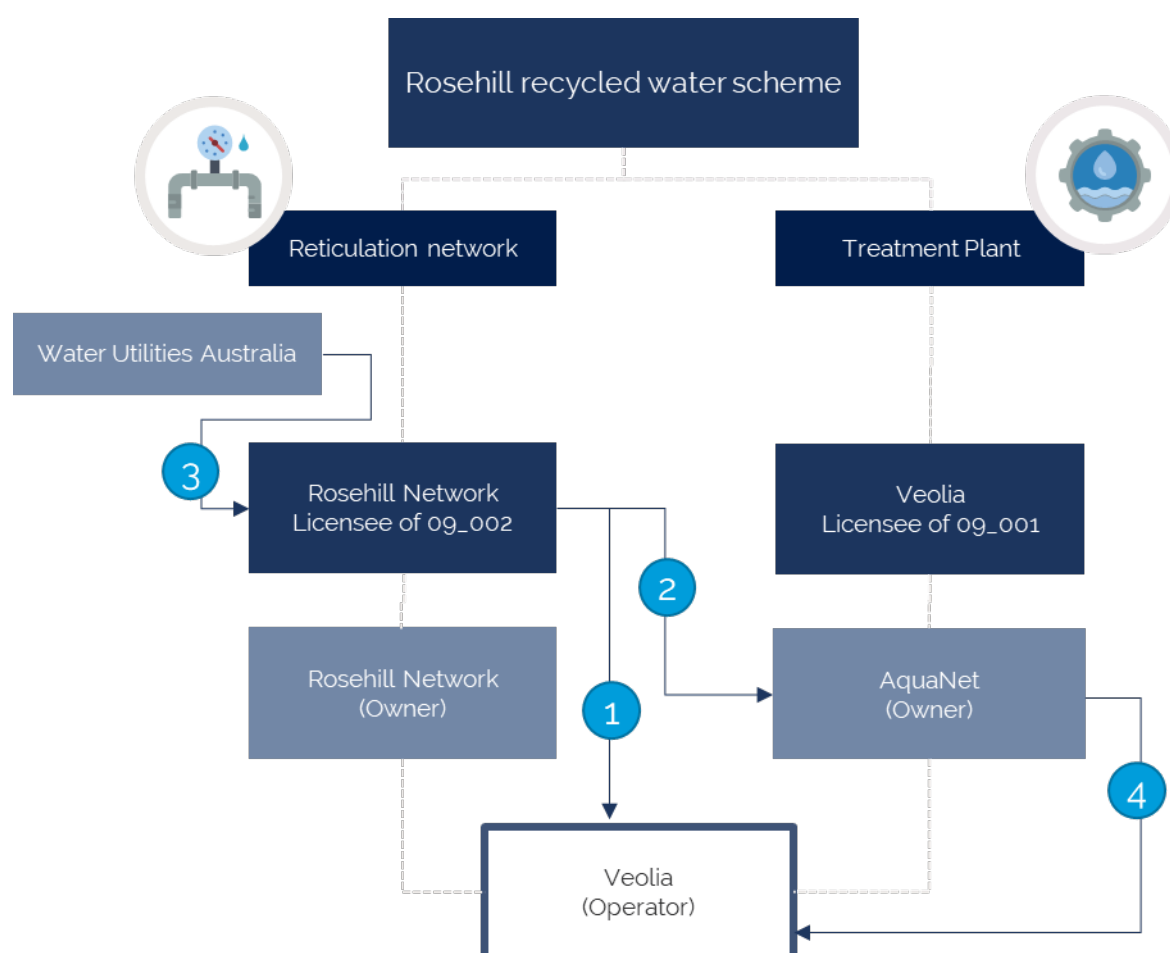 Rosehill recycled water scheme
Reticulation network
Treatment Plant
Water Utilities Australia
3
Rosehill Network
Licensee of 09_002
Veolia
Licensee of 09_001
2
Rosehill Network
(Owner)
1
AquaNet
(Owner)
4
Veolia
(Operator)